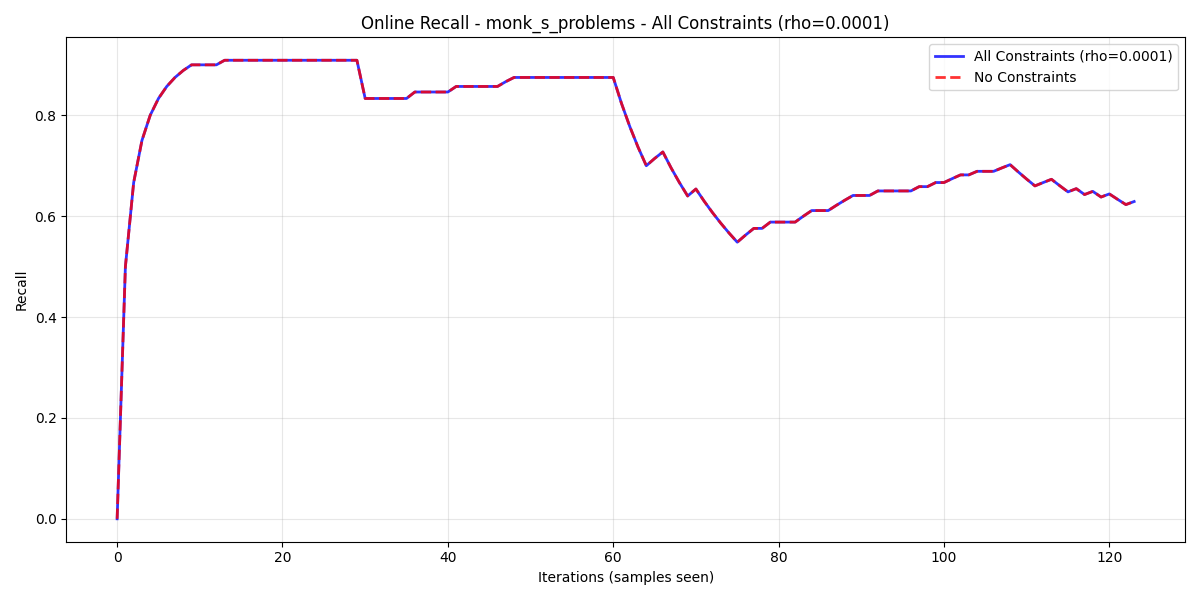 Online Recall - monk_s_problems - All Constraints (rho=0.0001)
All Constraints (rho=0.0001)
No Constraints
Recall
0.8
0.6
0.4
0.2
0.0
0 20 40 60 80 100 120
Iterations (samples seen)